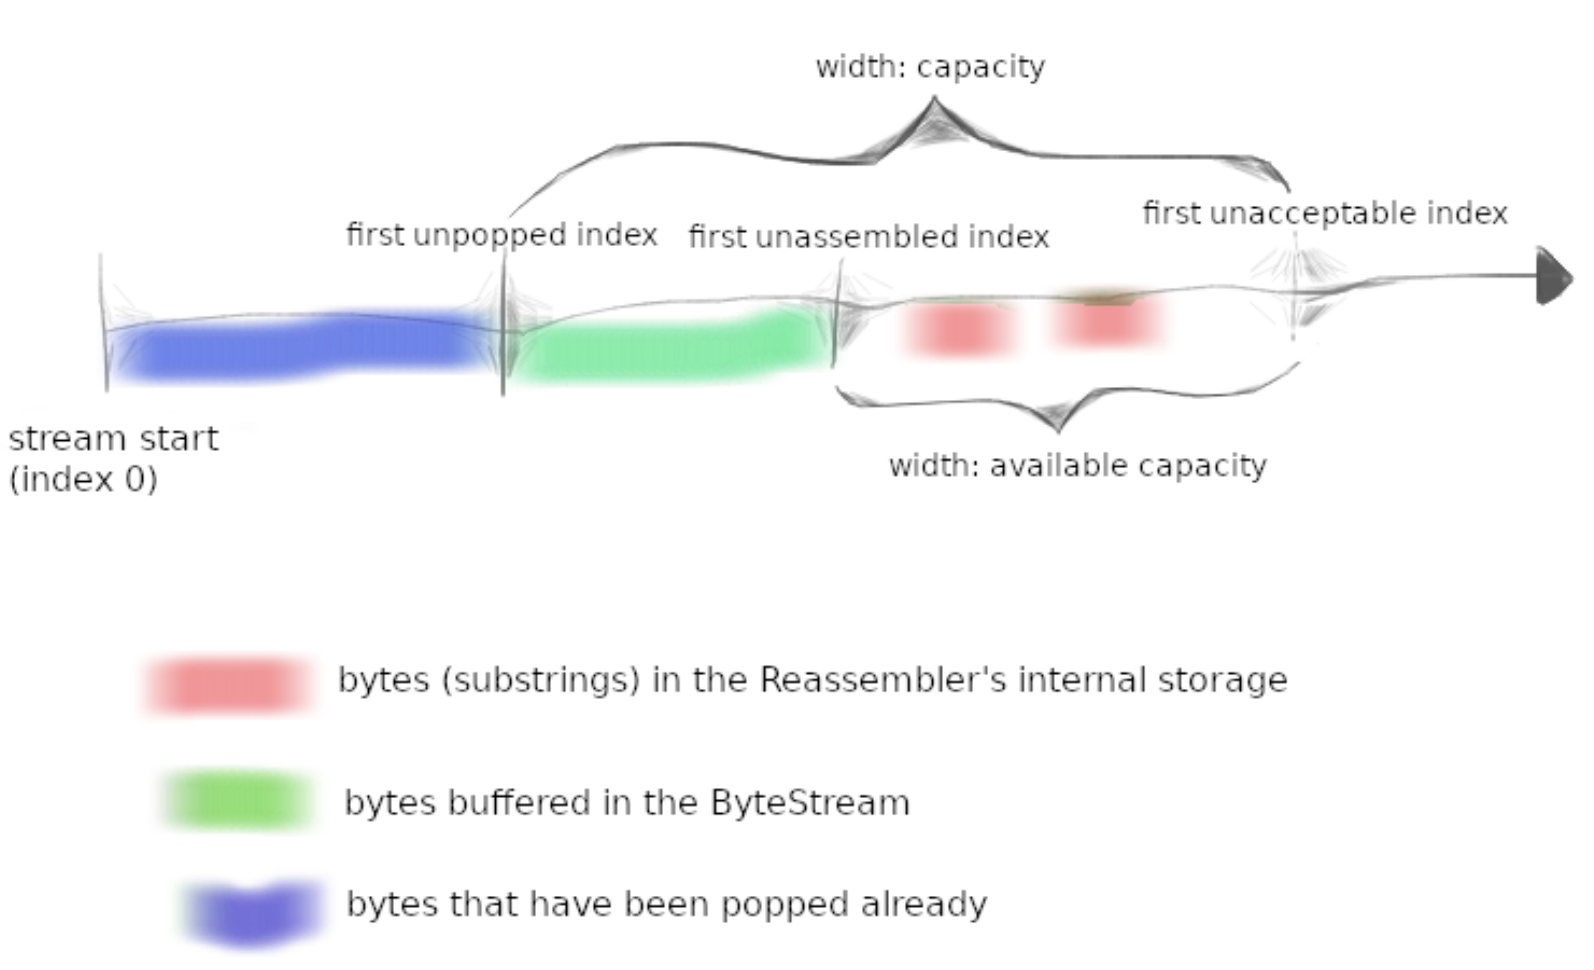 width: capacity
first unpopped index
first unassembled index
first unacceptable index
stream start
(index 0)
width: available capacity
bytes (substrings) in the Reassembler's internal storage
bytes buffered in the ByteStream
bytes that have been popped already